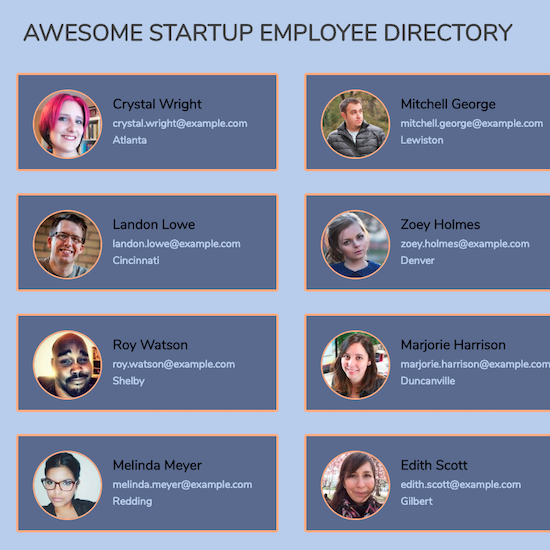 AWESOME STARTUP EMPLOYEE DIRECTORY
Crystal Wright
crystal.wright@example.com
Atlanta
Mitchell George
mitchell.george@example.com
Lewiston
Landon Lowe
landon.lowe@example.com
Cincinnati
Zoey Holmes
zoey.holmes@example.com
Denver
Roy Watson
roy.watson@example.com
Shelby
Marjorie Harrison
marjorie.harrison@example.com
Duncanville
Melinda Meyer
melinda.meyer@example.com
Redding
Edith Scott
edith.scott@example.com
Gilbert